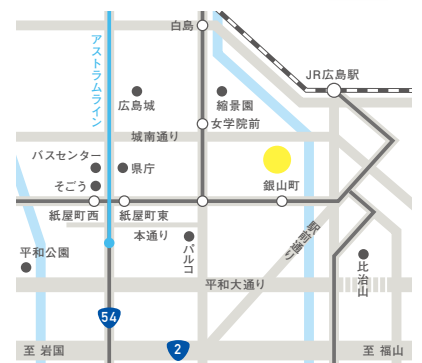 白島
アストラムライン
JR広島駅
広島城
縮景園
女学院前
城南通り
バスセンター
県庁
そごう
銀山町
紙屋町西
紙屋町東
本通り
パルコ
駅前通り
平和公園
比治山
平和大通り
54
2
至 岩国
至 福山